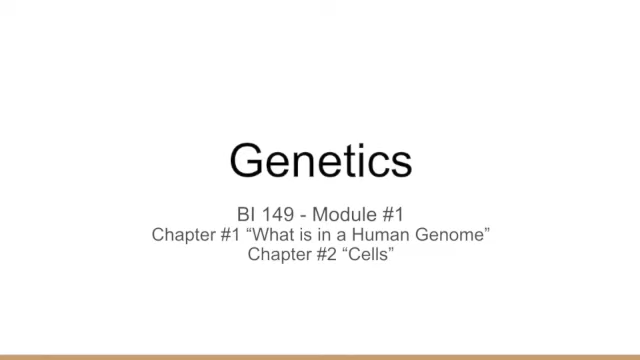 Genetics
BI 149 - Module #1
Chapter #1 “What is in a Human Genome”
Chapter #2 “Cells”